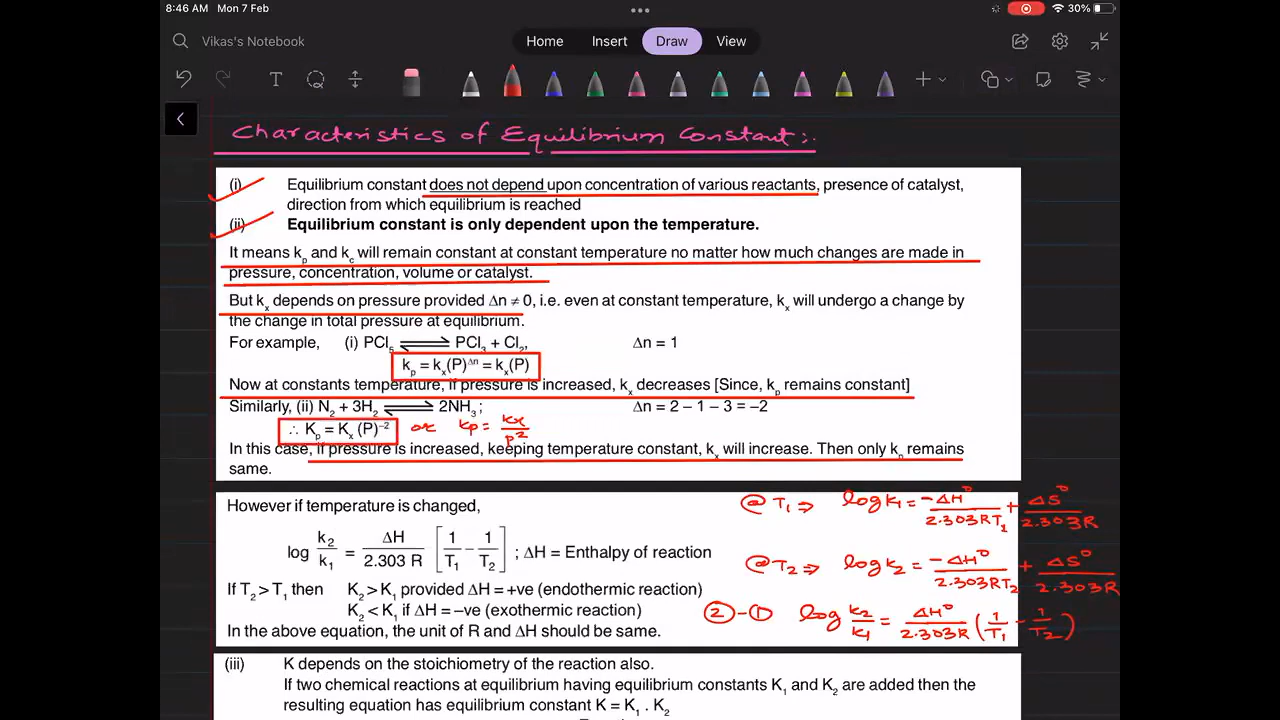 8:46 AM Mon 7 Feb
30%
Vikas's Notebook
Home Insert Draw View
Characteristics of Equilibrium Constant:.
(i) Equilibrium constant does not depend upon concentration of various reactants, presence of catalyst,
direction from which equilibrium is reached
(ii) Equilibrium constant is only dependent upon the temperature.
It means kp and kc will remain constant at constant temperature no matter how much changes are made in
pressure, concentration, volume or catalyst.
But kx depends on pressure provided Δn ≠ 0, i.e. even at constant temperature, kx will undergo a change by
the change in total pressure at equilibrium.
For example, (i) PCl5 ⇌ PCl3 + Cl2, Δn = 1
kp = kx(P)^Δn = kx(P)
Now at constants temperature, if pressure is increased, kx decreases [Since, kp remains constant]
Similarly, (ii) N2 + 3H2 ⇌ 2NH3; Δn = 2 – 1 – 3 = –2
∴ Kp = Kx (P)^–2 or kp = kx/p^2
In this case, if pressure is increased, keeping temperature constant, kx will increase. Then only kp remains
same.
However if temperature is changed,
log k2/k1 = ΔH/2.303 R [1/T1 – 1/T2] ; ΔH = Enthalpy of reaction
If T2 > T1 then K2 > K1 provided ΔH = +ve (endothermic reaction)
K2 < K1 if ΔH = –ve (exothermic reaction)
In the above equation, the unit of R and ΔH should be same.
@ T1 ⇒ log k1 = -ΔH°/2.303RT1 + ΔS°/2.303R
@ T2 ⇒ log k2 = -ΔH°/2.303RT2 + ΔS°/2.303R
②-① log k2/k1 = ΔH°/2.303R (1/T1 - 1/T2)
(iii) K depends on the stoichiometry of the reaction also.
If two chemical reactions at equilibrium having equilibrium constants K1 and K2 are added then the
resulting equation has equilibrium constant K = K1 . K2